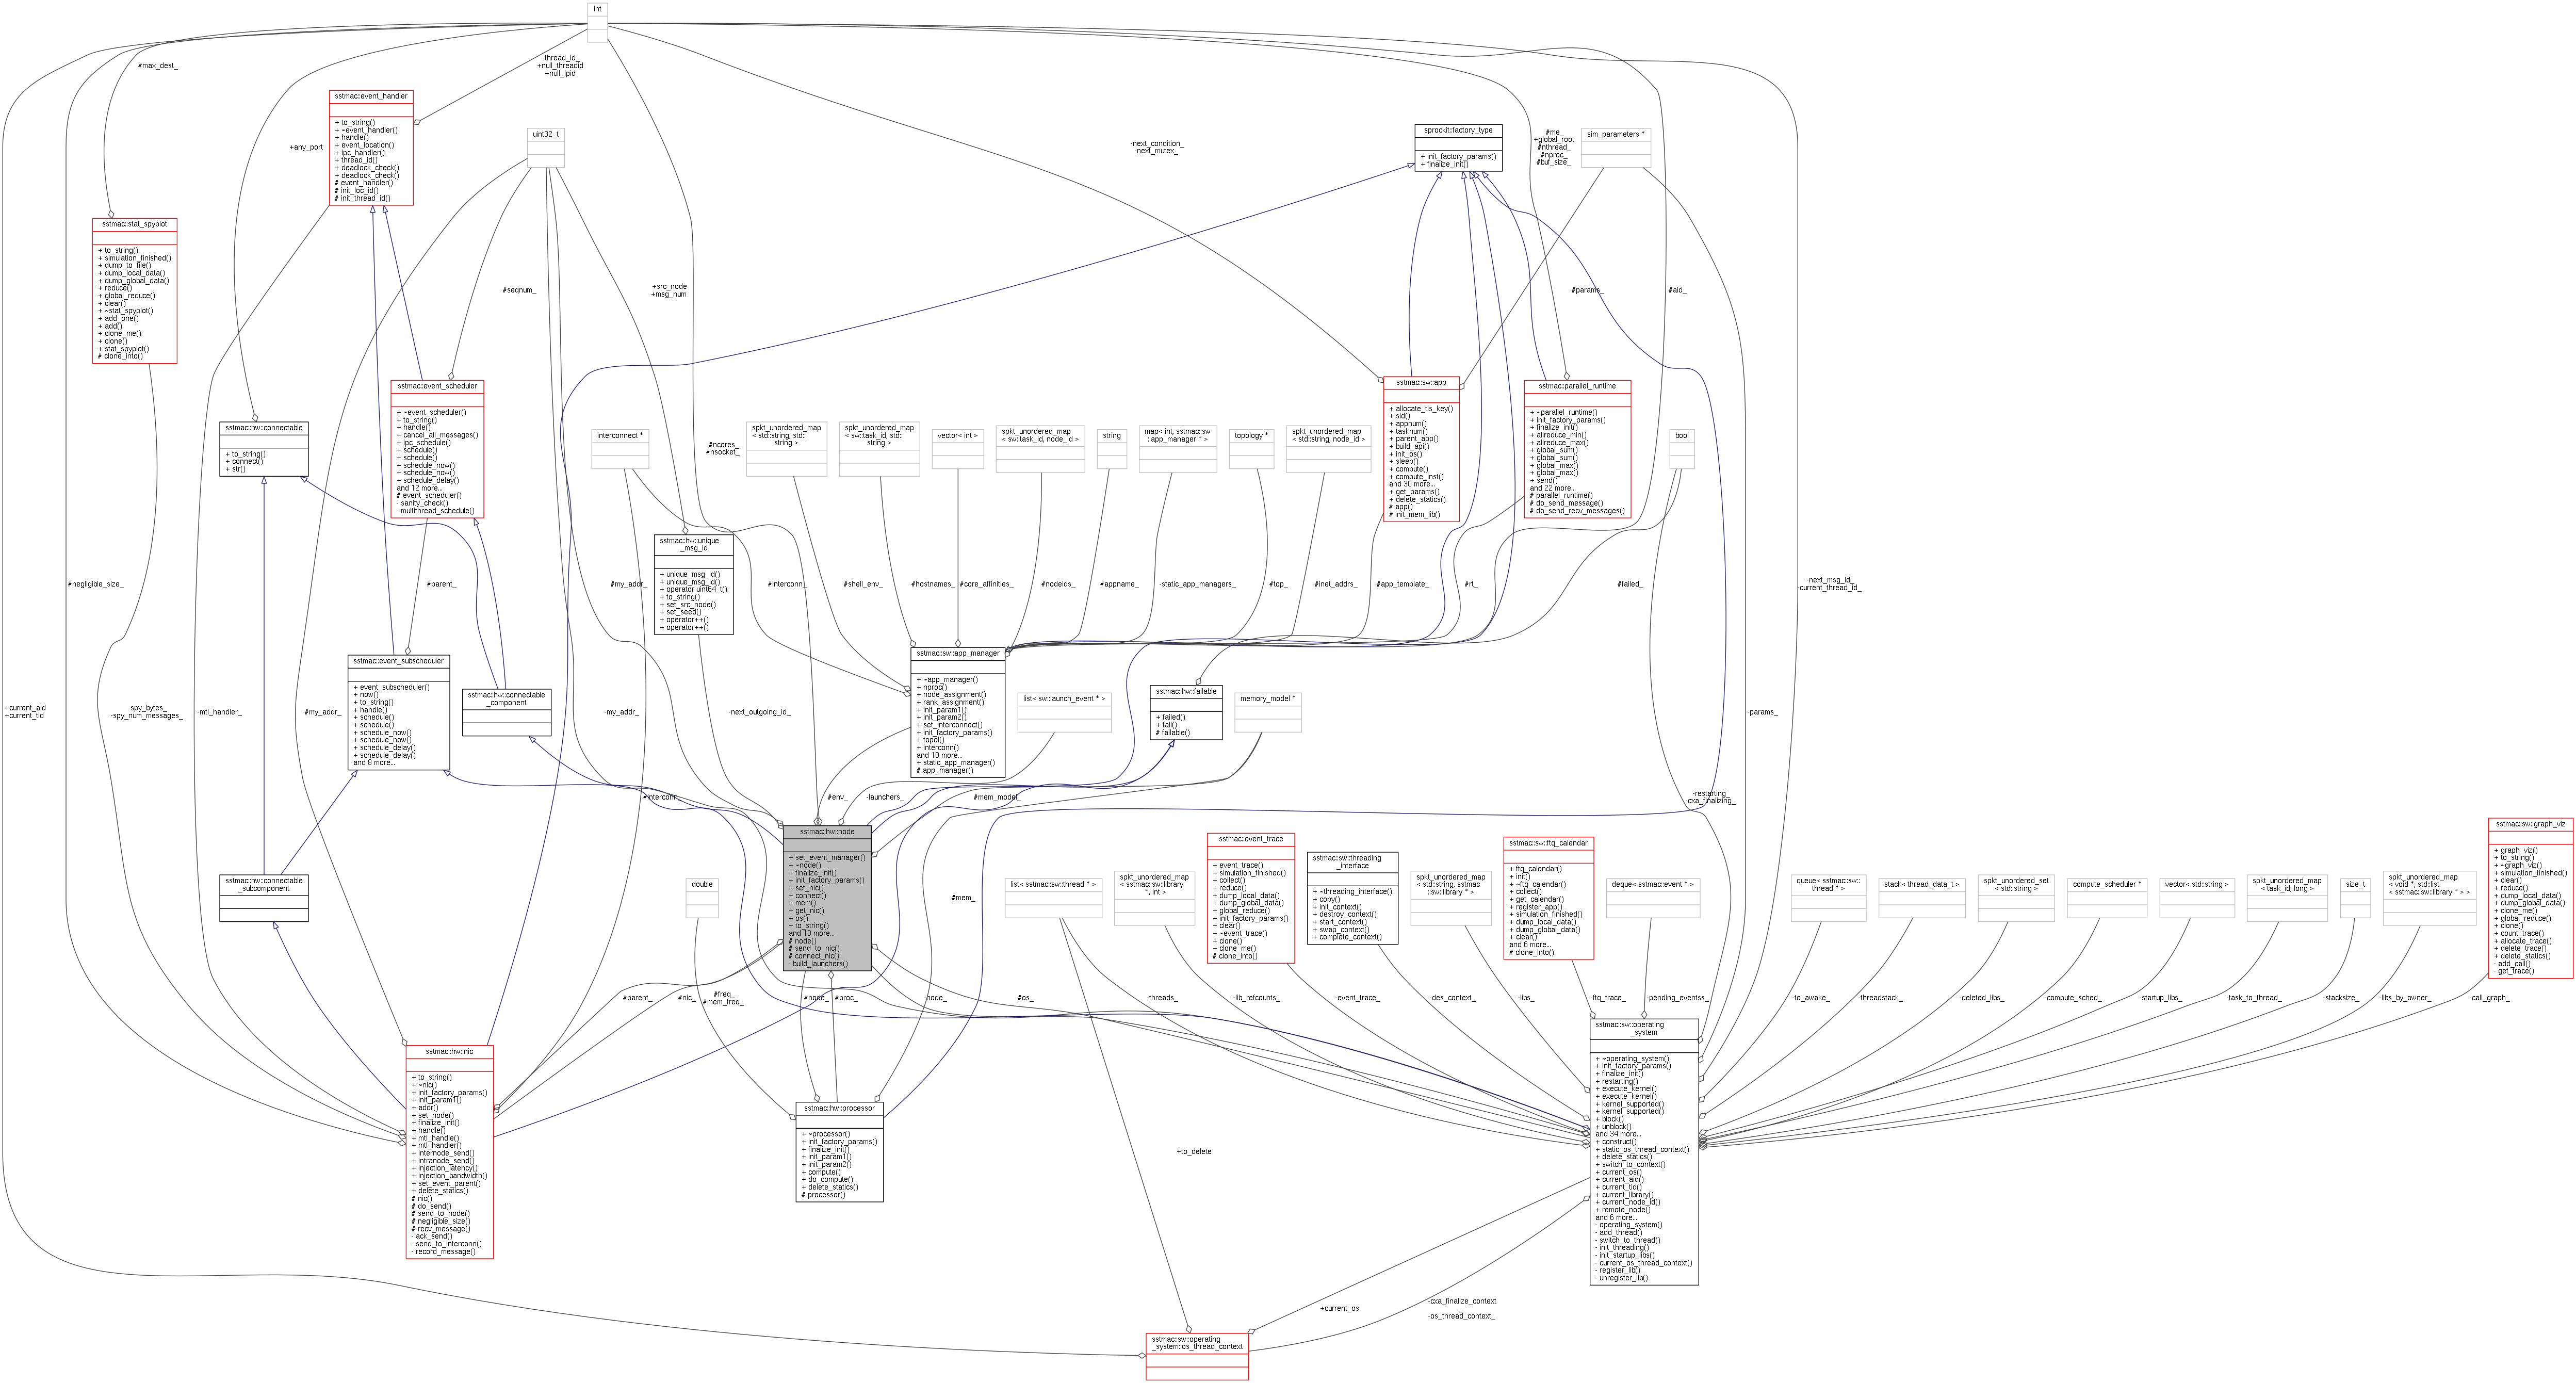 int
#max_dest_
-thread_id_
+null_threadid
+null_lpid
sstmac::event_handler
+ to_string()
+ ~event_handler()
+ handle()
+ event_location()
+ ipc_handler()
+ thread_id()
+ deadlock_check()
+ deadlock_check()
# event_handler()
# init_loc_id()
# init_thread_id()
+any_port
uint32_t
-next_condition_
-next_mutex_
sprockit::factory_type
+ init_factory_params()
+ finalize_init()
#me_
+global_root
#nthread_
#nproc_
#buf_size_
sim_parameters *
sstmac::stat_spyplot
+ to_string()
+ simulation_finished()
+ dump_to_file()
+ dump_local_data()
+ dump_global_data()
+ reduce()
+ global_reduce()
+ clear()
+ ~stat_spyplot()
+ add_one()
+ add()
+ clone_me()
+ clone()
+ stat_spyplot()
# clone_into()
#seqnum_
+src_node
+msg_num
#params_
#aid_
sstmac::event_scheduler
+ ~event_scheduler()
+ to_string()
+ handle()
+ cancel_all_messages()
+ ipc_schedule()
+ schedule()
+ schedule()
+ schedule_now()
+ schedule_now()
+ schedule_delay()
and 12 more...
# event_scheduler()
- sanity_check()
- multithread_schedule()
sstmac::hw::connectable
+ to_string()
+ connect()
+ str()
interconnect *
#ncores_
#nsocket_
spkt_unordered_map
< std::string, std::
string >
spkt_unordered_map
< sw::task_id, std::
string >
vector< int >
spkt_unordered_map
< sw::task_id, node_id >
string
map< int, sstmac::sw
::app_manager * >
topology *
spkt_unordered_map
< std::string, node_id >
sstmac::sw::app
+ allocate_tls_key()
+ sid()
+ appnum()
+ tasknum()
+ parent_app()
+ build_api()
+ init_os()
+ sleep()
+ compute()
+ compute_inst()
and 30 more...
+ get_params()
+ delete_statics()
# app()
# init_mem_lib()
sstmac::parallel_runtime
+ ~parallel_runtime()
+ init_factory_params()
+ finalize_init()
+ allreduce_min()
+ allreduce_max()
+ global_sum()
+ global_sum()
+ global_max()
+ global_max()
+ send()
and 22 more...
# parallel_runtime()
# do_send_message()
# do_send_recv_messages()
bool
#negligible_size_
#parent_
#my_addr_
sstmac::hw::unique
_msg_id
+ unique_msg_id()
+ unique_msg_id()
+ operator uint64_t()
+ to_string()
+ set_src_node()
+ set_seed()
+ operator++()
+ operator++()
#interconn_
#shell_env_
#hostnames_
#core_affinities_
#nodeids_
#appname_
-static_app_managers_
#top_
#inet_addrs_
#app_template_
#rt_
#failed_
-next_msg_id_
-current_thread_id_
+current_aid
+current_tid
-spy_bytes_
-spy_num_messages_
-mtl_handler_
#my_addr_
sstmac::event_subscheduler
+ event_subscheduler()
+ now()
+ to_string()
+ handle()
+ schedule()
+ schedule()
+ schedule_now()
+ schedule_now()
+ schedule_delay()
+ schedule_delay()
and 8 more...
sstmac::hw::connectable
_component
-my_addr_
-next_outgoing_id_
sstmac::sw::app_manager
+ ~app_manager()
+ nproc()
+ node_assignment()
+ rank_assignment()
+ init_param1()
+ init_param2()
+ set_interconnect()
+ init_factory_params()
+ topol()
+ interconn()
and 10 more...
+ static_app_manager()
# app_manager()
list< sw::launch_event * >
sstmac::hw::failable
+ failed()
+ fail()
# failable()
memory_model *
-params_
#interconn_
#env_
-launchers_
#mem_model_
-restarting_
-cxa_finalizing_
sstmac::hw::connectable
_subcomponent
double
sstmac::hw::node
+ set_event_manager()
+ ~node()
+ finalize_init()
+ init_factory_params()
+ set_nic()
+ connect()
+ mem()
+ get_nic()
+ os()
+ to_string()
and 10 more...
# node()
# send_to_nic()
# connect_nic()
- build_launchers()
#mem_
list< sstmac::sw::thread * >
spkt_unordered_map
< sstmac::sw::library
*, int >
sstmac::event_trace
+ event_trace()
+ simulation_finished()
+ collect()
+ reduce()
+ dump_local_data()
+ dump_global_data()
+ global_reduce()
+ init_factory_params()
+ clear()
+ ~event_trace()
+ clone()
+ clone_me()
# clone_into()
sstmac::sw::threading
_interface
+ ~threading_interface()
+ copy()
+ init_context()
+ destroy_context()
+ start_context()
+ swap_context()
+ complete_context()
spkt_unordered_map
< std::string, sstmac
::sw::library * >
sstmac::sw::ftq_calendar
+ ftq_calendar()
+ init()
+ ~ftq_calendar()
+ get_calendar()
+ register_app()
+ simulation_finished()
+ dump_local_data()
+ dump_global_data()
+ clear()
and 6 more...
# clone_into()
deque< sstmac::event * >
queue< sstmac::sw::
thread * >
stack< thread_data_t >
spkt_unordered_set
< std::string >
compute_scheduler *
vector< std::string >
spkt_unordered_map
< task_id, long >
size_t
spkt_unordered_map
< void *, std::list
< sstmac::sw::library * > >
sstmac::sw::graph_viz
+ graph_viz()
+ to_string()
+ ~graph_viz()
+ simulation_finished()
+ clear()
+ reduce()
+ dump_local_data()
+ dump_global_data()
+ clone_me()
+ global_reduce()
+ clone()
+ count_trace()
+ allocate_trace()
+ delete_trace()
+ delete_statics()
- add_call()
- get_trace()
#parent_
#nic_
#freq_
#mem_freq_
#node_
#proc_
-node_
#os_
-threads_
-lib_refcounts_
-event_trace_
-des_context_
-libs_
-ftq_trace_
-pending_eventss_
-to_awake_
-threadstack_
-deleted_libs_
-compute_sched_
-startup_libs_
-task_to_thread_
-stacksize_
-libs_by_owner_
-call_graph_
sstmac::hw::nic
+ to_string()
+ ~nic()
+ init_factory_params()
+ init_param1()
+ addr()
+ set_node()
+ finalize_init()
+ handle()
+ mtl_handle()
+ mtl_handler()
+ internode_send()
+ intranode_send()
+ injection_latency()
+ injection_bandwidth()
+ set_event_parent()
+ delete_statics()
# nic()
# do_send()
# send_to_node()
# negligible_size()
# recv_message()
- ack_send()
- send_to_interconn()
- record_message()
sstmac::hw::processor
+ ~processor()
+ init_factory_params()
+ finalize_init()
+ init_param1()
+ init_param2()
+ compute()
+ do_compute()
+ delete_statics()
# processor()
+to_delete
sstmac::sw::operating
_system
+ ~operating_system()
+ init_factory_params()
+ finalize_init()
+ restarting()
+ execute_kernel()
+ execute_kernel()
+ kernel_supported()
+ kernel_supported()
+ block()
+ unblock()
and 34 more...
+ construct()
+ static_os_thread_context()
+ delete_statics()
+ switch_to_context()
+ current_os()
+ current_aid()
+ current_tid()
+ current_library()
+ current_node_id()
+ remote_node()
and 6 more...
- operating_system()
- add_thread()
- switch_to_thread()
- init_threading()
- init_startup_libs()
- current_os_thread_context()
- register_lib()
- unregister_lib()
+current_os
-cxa_finalize_context
_
-os_thread_context_
sstmac::sw::operating
_system::os_thread_context